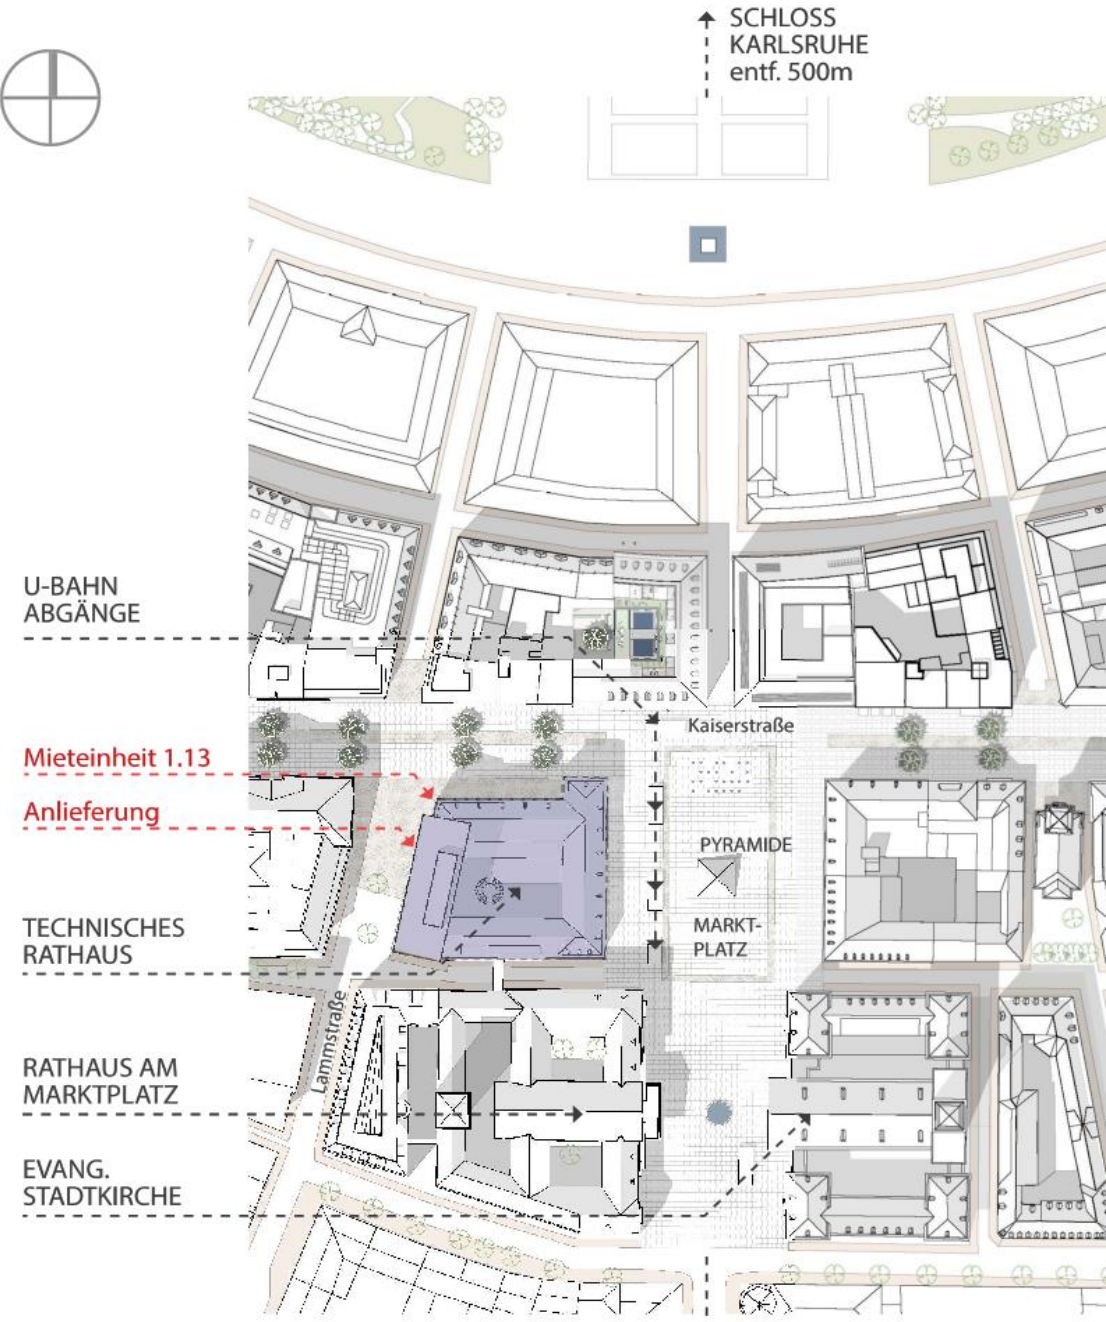 SCHLOSS
KARLSRUHE
entf. 500m
U-BAHN
ABGÄNGE
Kaiserstraße
Mieteinheit 1.13
Anlieferung
PYRAMIDE
TECHNISCHES
RATHAUS
MARKT-
PLATZ
Lammstraße
RATHAUS AM
MARKTPLATZ
EVANG.
STADTKIRCHE